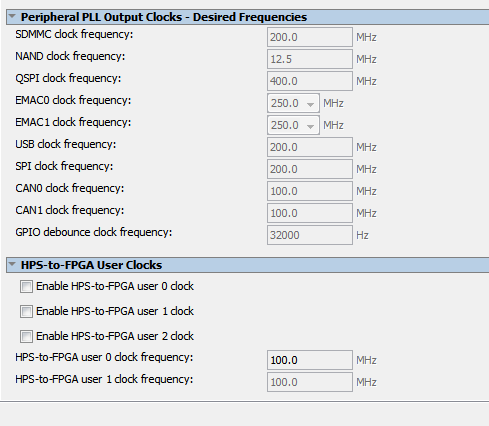 Peripheral PLL Output Clocks - Desired Frequencies
SDMMC clock frequency: 200.0 MHz
NAND clock frequency: 12.5 MHz
QSPI clock frequency: 400.0 MHz
EMAC0 clock frequency: 250.0 MHz
EMAC1 clock frequency: 250.0 MHz
USB clock frequency: 200.0 MHz
SPI clock frequency: 200.0 MHz
CAN0 clock frequency: 100.0 MHz
CAN1 clock frequency: 100.0 MHz
GPIO debounce clock frequency: 32000 Hz
HPS-to-FPGA User Clocks
Enable HPS-to-FPGA user 0 clock
Enable HPS-to-FPGA user 1 clock
Enable HPS-to-FPGA user 2 clock
HPS-to-FPGA user 0 clock frequency: 100.0 MHz
HPS-to-FPGA user 1 clock frequency: 100.0 MHz